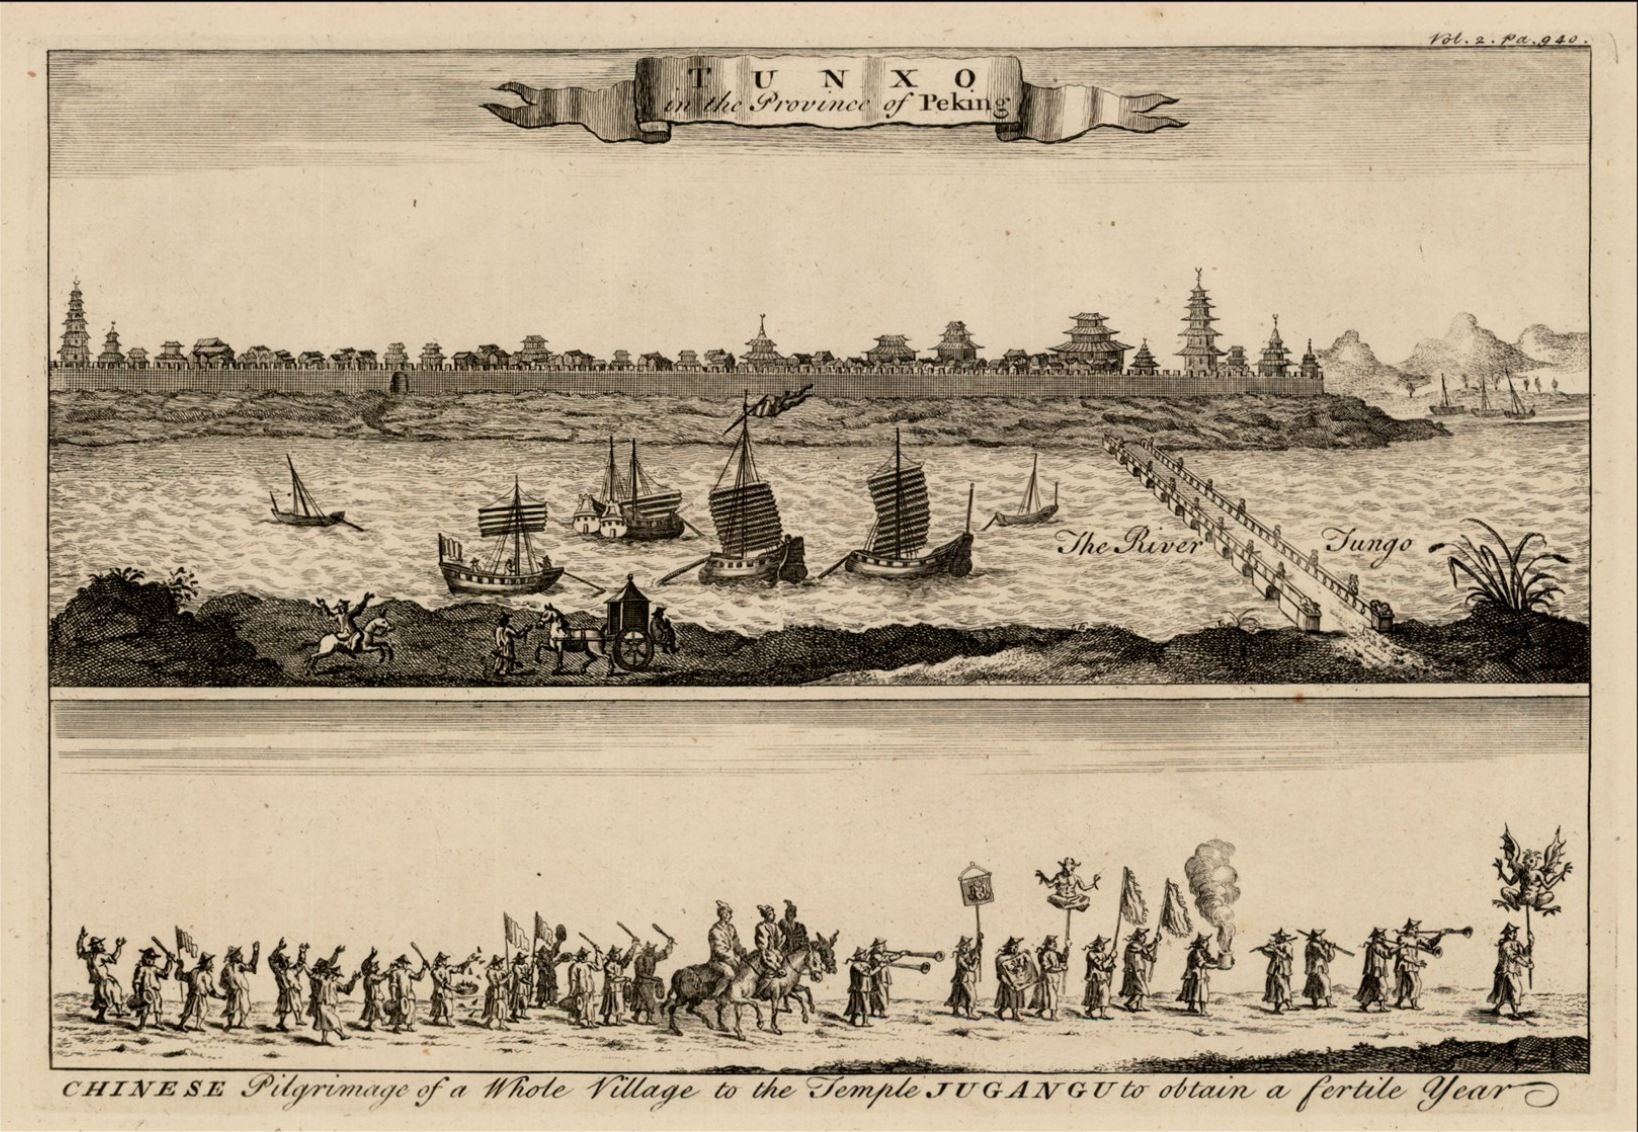 Vol. 2. Pa. 940.
TUNXO
in the Province of Peking
The River Tungo
CHINESE Pilgrimage of a Whole Village to the Temple JUGANGU to obtain a fertile Year